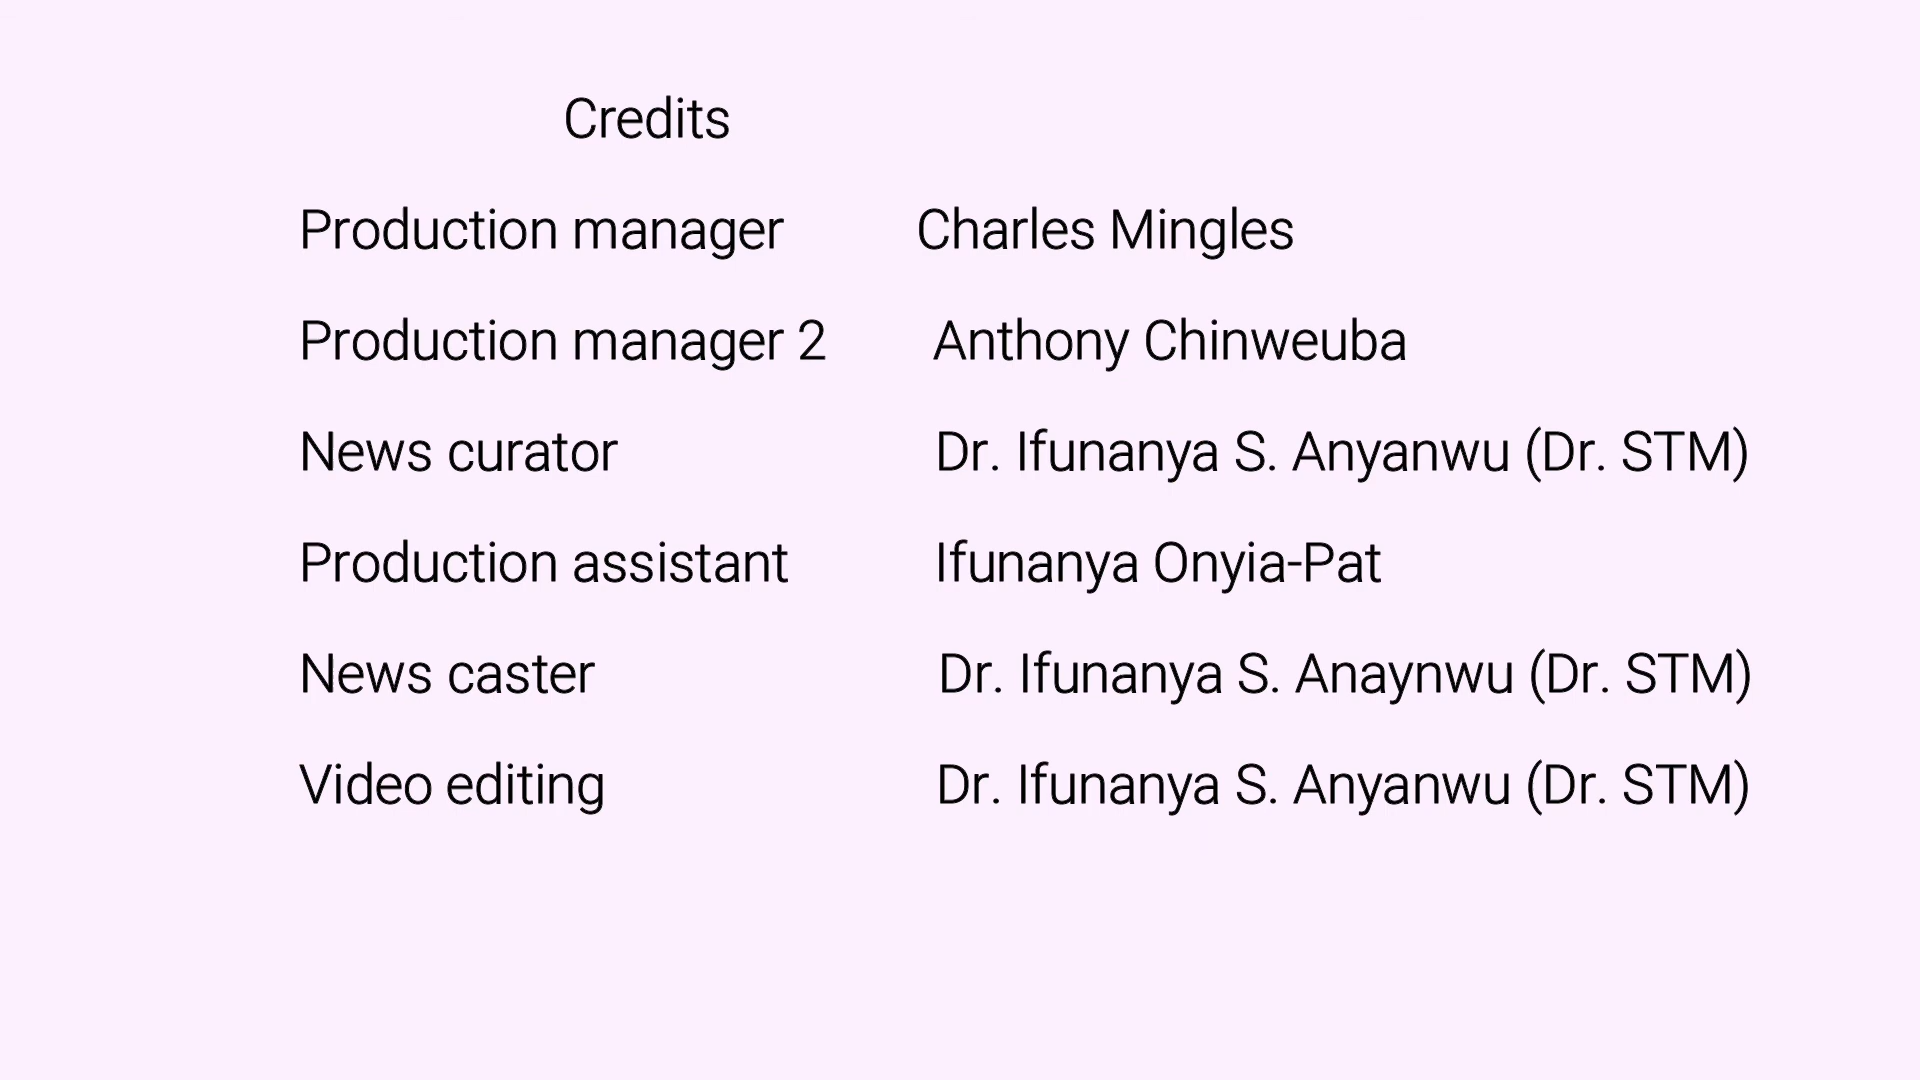 Credits
Production manager Charles Mingles
Production manager 2 Anthony Chinweuba
News curator Dr. Ifunanya S. Anyanwu (Dr. STM)
Production assistant Ifunanya Onyia-Pat
News caster Dr. Ifunanya S. Anaynwu (Dr. STM)
Video editing Dr. Ifunanya S. Anyanwu (Dr. STM)